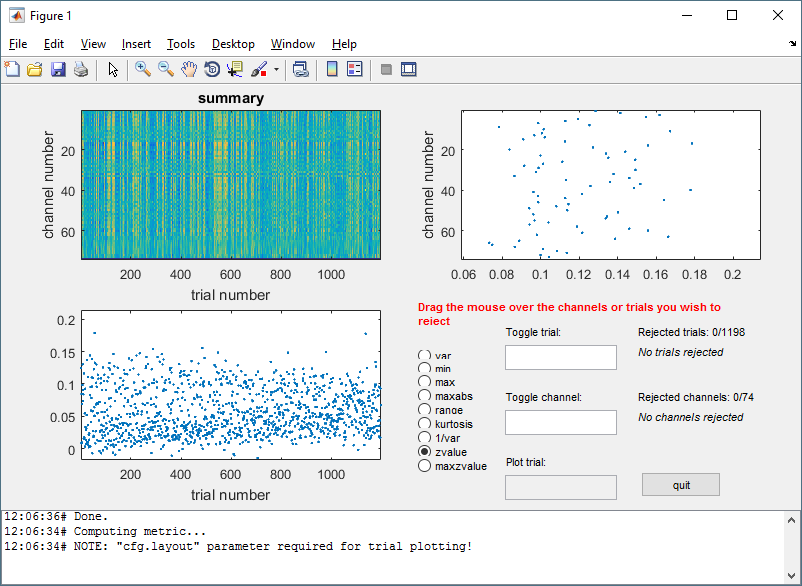 Figure 1
File Edit View Insert Tools Desktop Window Help
summary
channel number
20
40
60
200 400 600 800 1000
trial number
channel number
20
40
60
0.06 0.08 0.1 0.12 0.14 0.16 0.18 0.2
0.2
0.15
0.1
0.05
0
200 400 600 800 1000
trial number
Drag the mouse over the channels or trials you wish to
reject
var
min
max
maxabs
range
kurtosis
1/var
zvalue
maxzvalue
Toggle trial:
Rejected trials: 0/1198
No trials rejected
Toggle channel:
Rejected channels: 0/74
No channels rejected
Plot trial:
quit
12:06:36# Done.
12:06:34# Computing metric...
12:06:34# NOTE: "cfg.layout" parameter required for trial plotting!